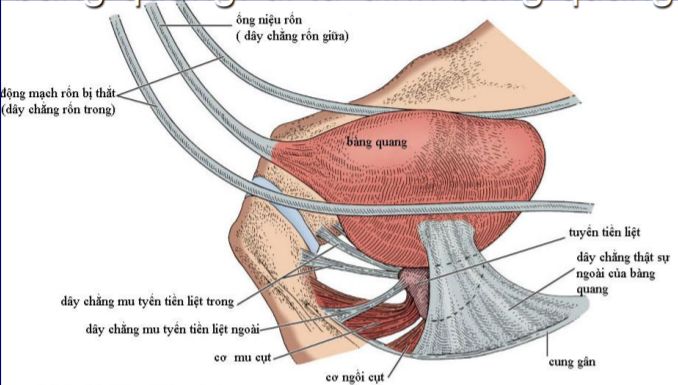 ống niệu rốn
( dây chằng rốn giữa)
động mạch rốn bị thắt
(dây chằng rốn trong)
bàng quang
tuyến tiền liệt
dây chằng thật sự
ngoài của bàng
quang
dây chằng mu tyến tiền liệt trong
dây chằng mu tyến tiền liệt ngoài
cơ mu cụt
cơ ngồi cụt
cung gân